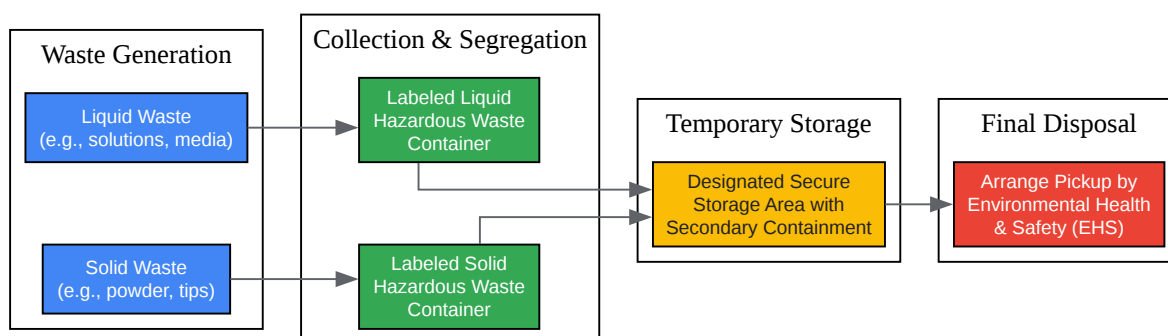 Waste Generation
Liquid Waste
(e.g., solutions, media)
Solid Waste
(e.g., powder, tips)
Collection & Segregation
Labeled Liquid
Hazardous Waste
Container
Labeled Solid
Hazardous Waste
Container
Temporary Storage
Designated Secure
Storage Area with
Secondary Containment
Final Disposal
Arrange Pickup by
Environmental Health
& Safety (EHS)